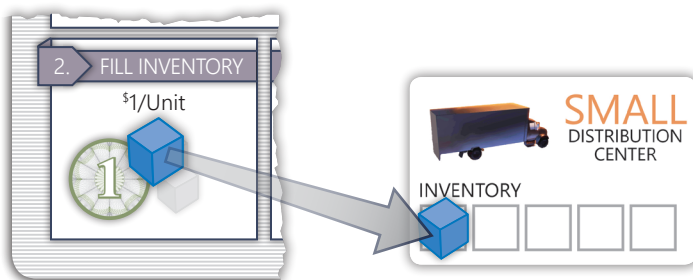 2. FILL INVENTORY
$1/Unit
1
SMALL
DISTRIBUTION
CENTER
INVENTORY